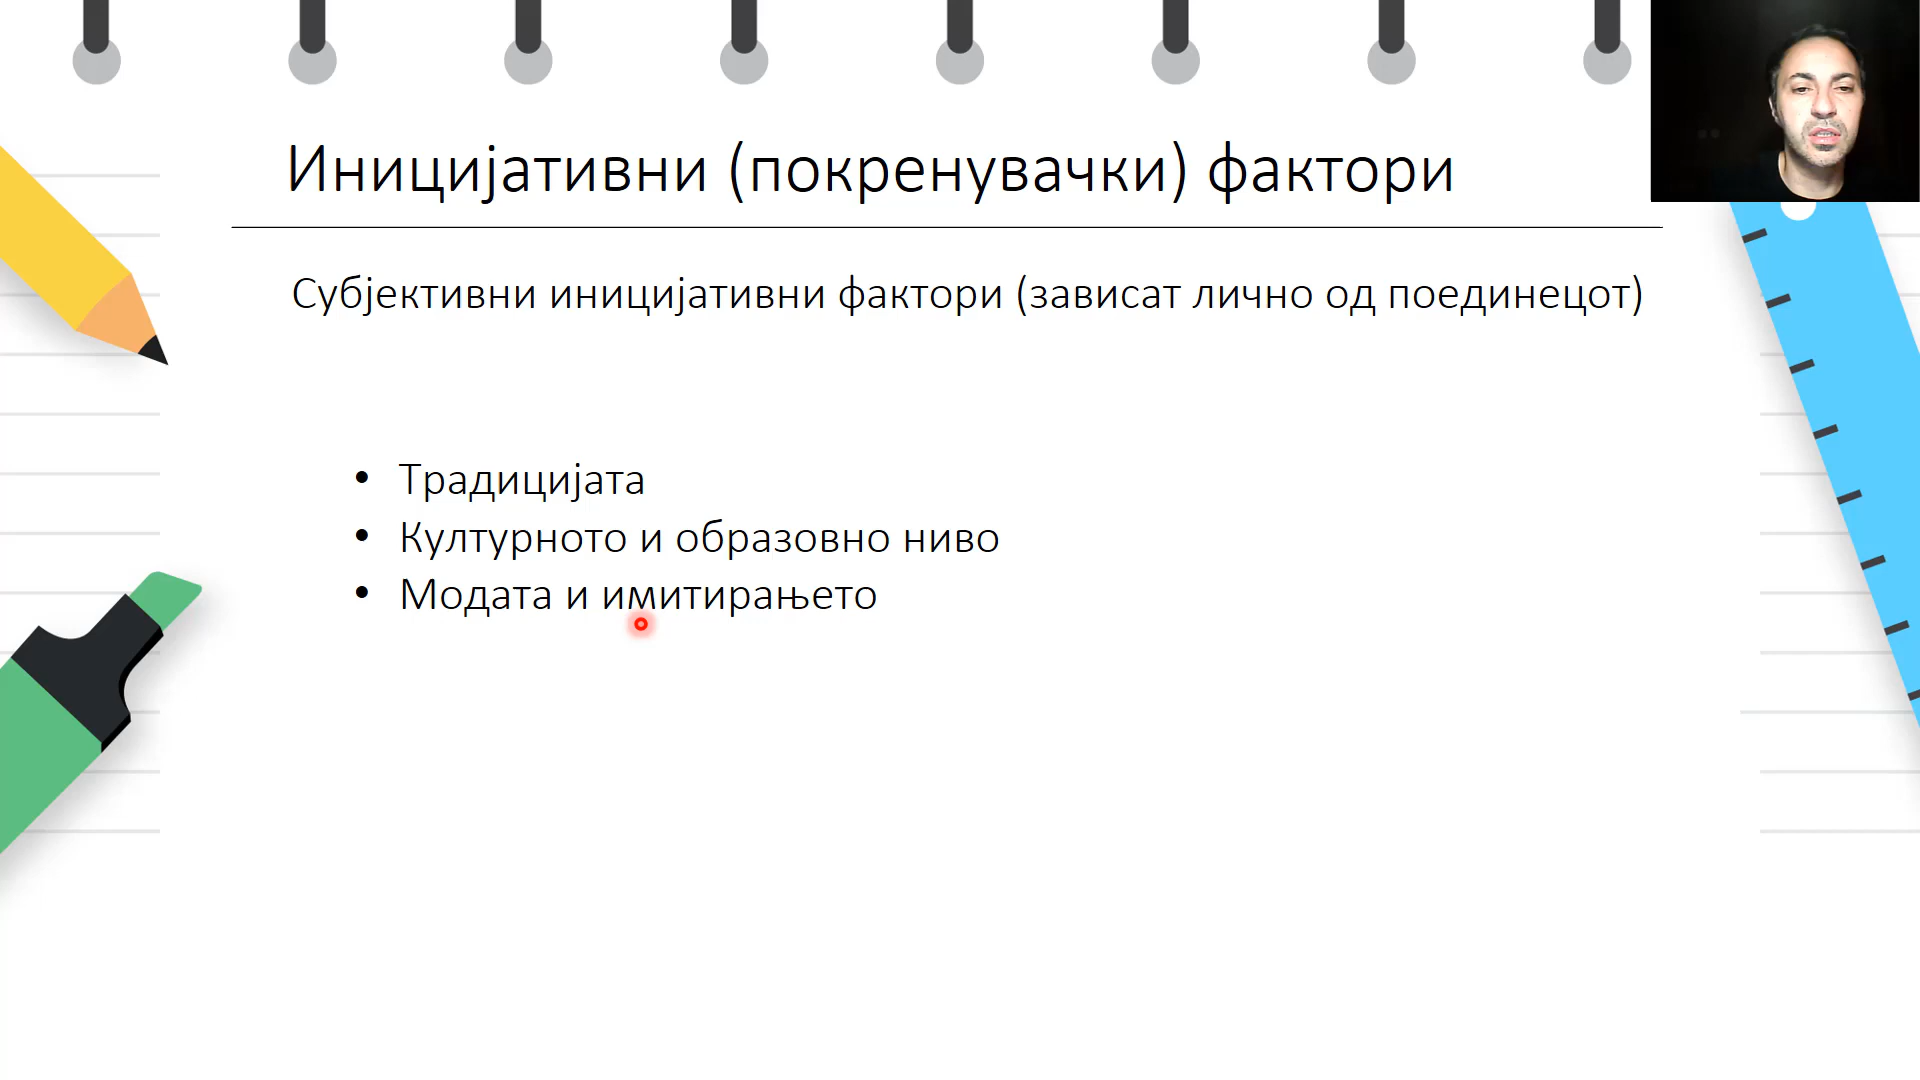 Иницијативни (покренувачки) фактори
Субјективни иницијативни фактори (зависат лично од поединецот)
• Традицијата
• Културното и образовно ниво
• Модата и имитирањето